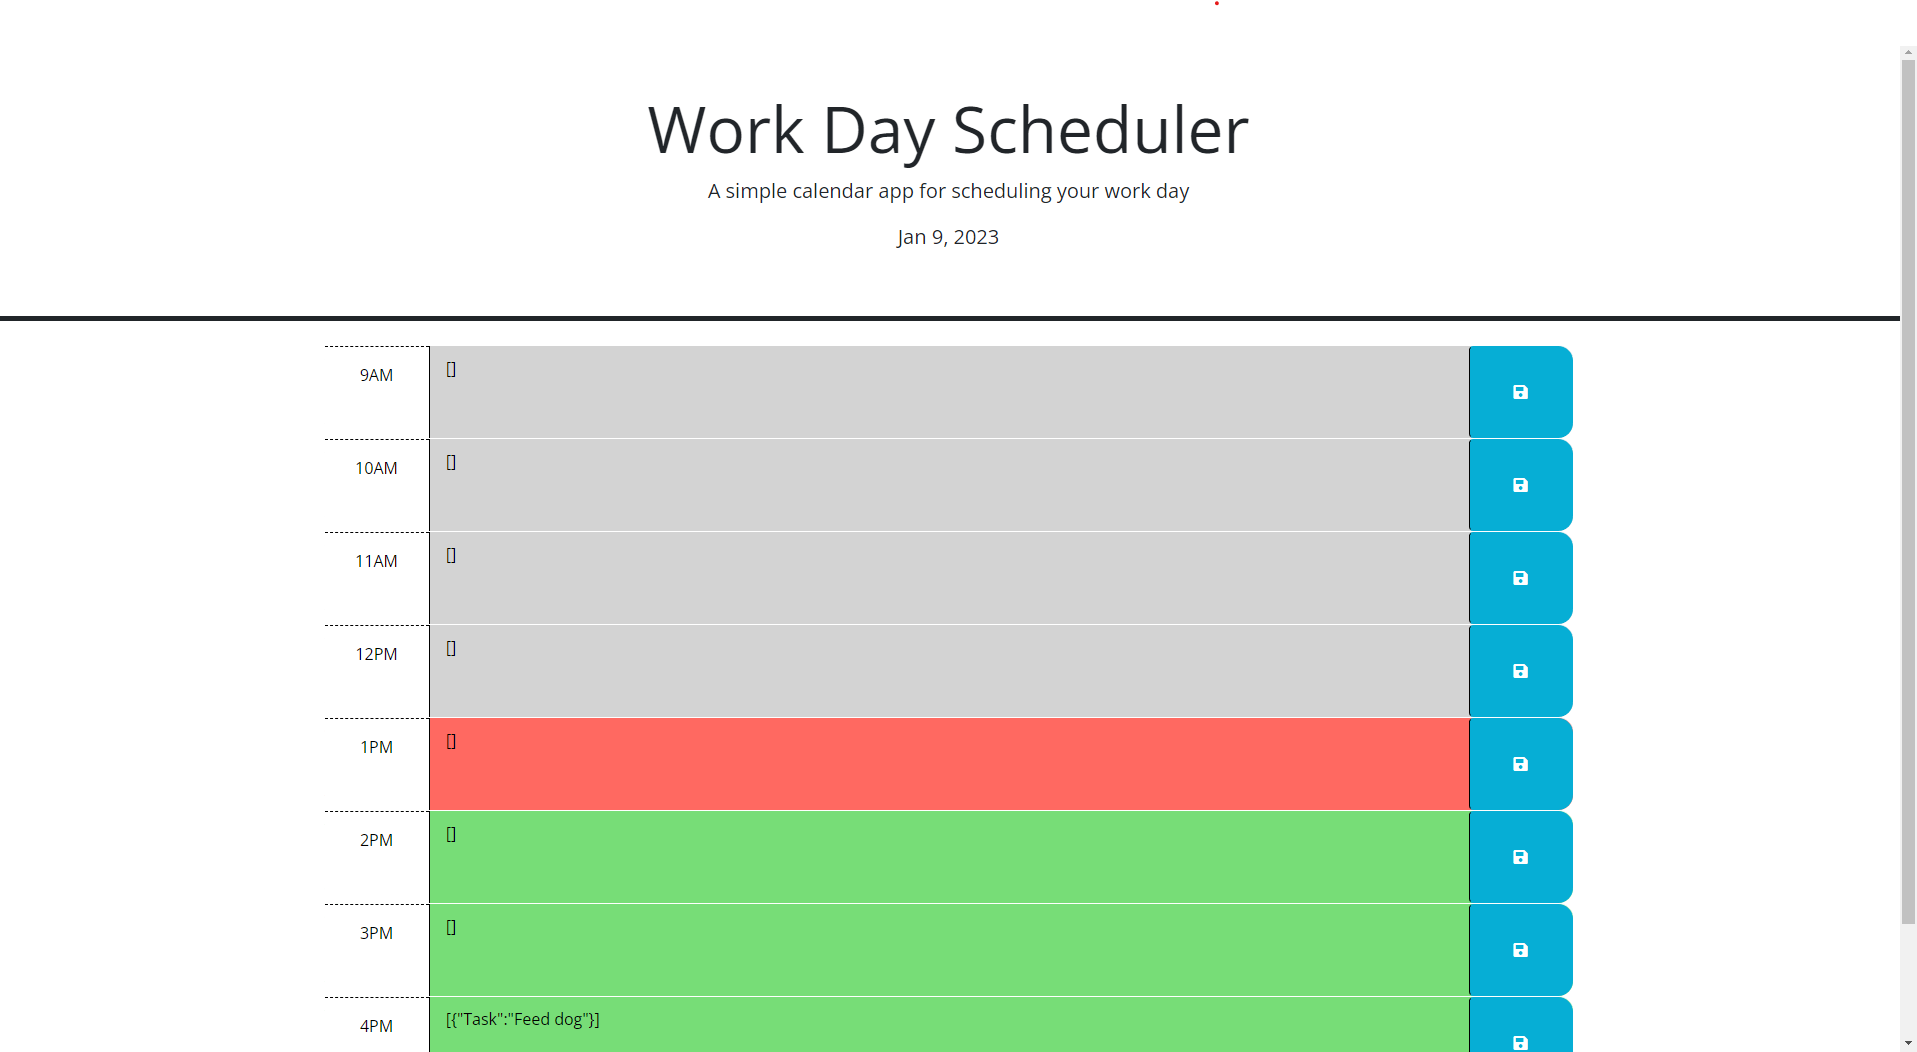 Work Day Scheduler
A simple calendar app for scheduling your work day
Jan 9, 2023
9AM []
10AM []
11AM []
12PM []
1PM []
2PM []
3PM []
4PM [{"Task":"Feed dog"}]